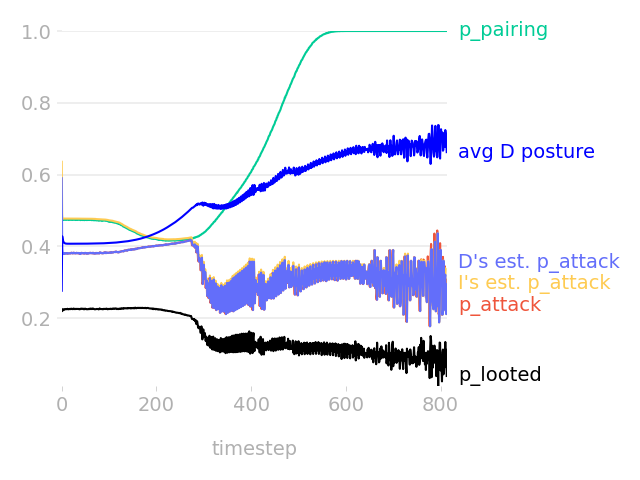 1.0
0.8
0.6
0.4
0.2
p_pairing
avg D posture
D's est. p_attack
I's est. p_attack
p_attack
p_looted
0 200 400 600 800
timestep